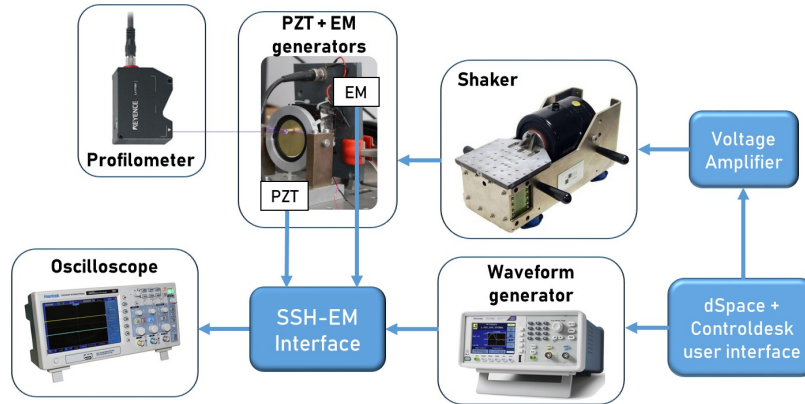 PZT + EM
generators
EM
PZT
KEYENCE
Profilometer
Shaker
Voltage
Amplifier
Oscilloscope
SSH-EM
Interface
Waveform
generator
dSpace +
Controldesk
user interface